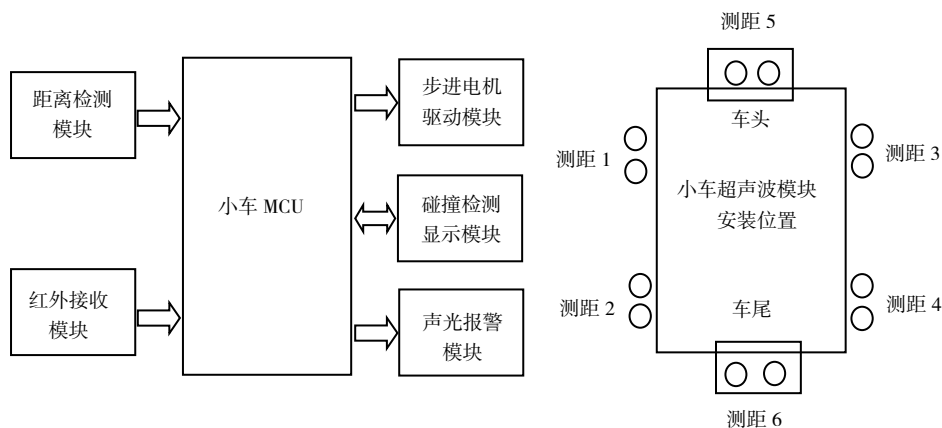 距离检测
模块
红外接收
模块
小车 MCU
步进电机
驱动模块
碰撞检测
显示模块
声光报警
模块
测距 5
车头
测距 1
测距 3
小车超声波模块
安装位置
测距 2
车尾
测距 4
测距 6